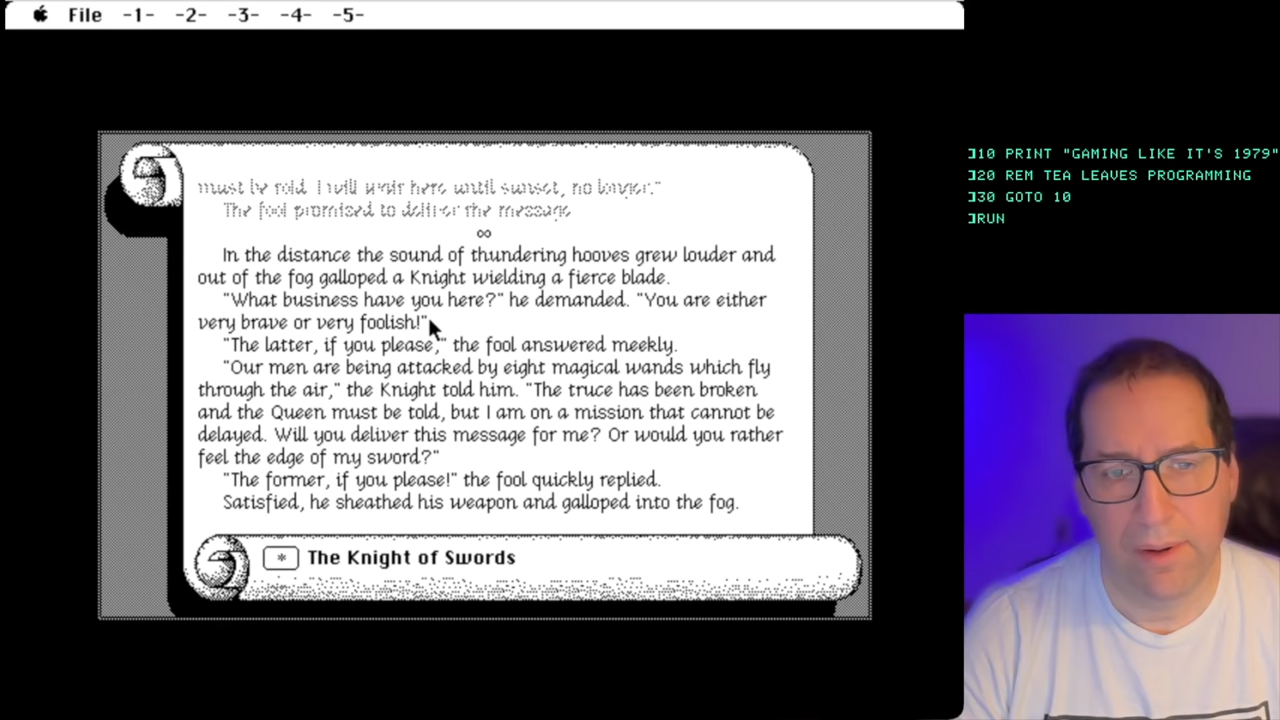 File -1- -2- -3- -4- -5-
must be told. I will wait here until sunset, no longer."
The fool promised to deliver the message
∞
In the distance the sound of thundering hooves grew louder and
out of the fog galloped a Knight wielding a fierce blade.
"What business have you here?" he demanded. "You are either
very brave or very foolish!"
"The latter, if you please," the fool answered meekly.
"Our men are being attacked by eight magical wands which fly
through the air," the Knight told him. "The truce has been broken
and the Queen must be told, but I am on a mission that cannot be
delayed. Will you deliver this message for me? Or would you rather
feel the edge of my sword?"
"The former, if you please!" the fool quickly replied.
Satisfied, he sheathed his weapon and galloped into the fog.
* The Knight of Swords
]10 PRINT "GAMING LIKE IT'S 1979"
]20 REM TEA LEAVES PROGRAMMING
]30 GOTO 10
]RUN